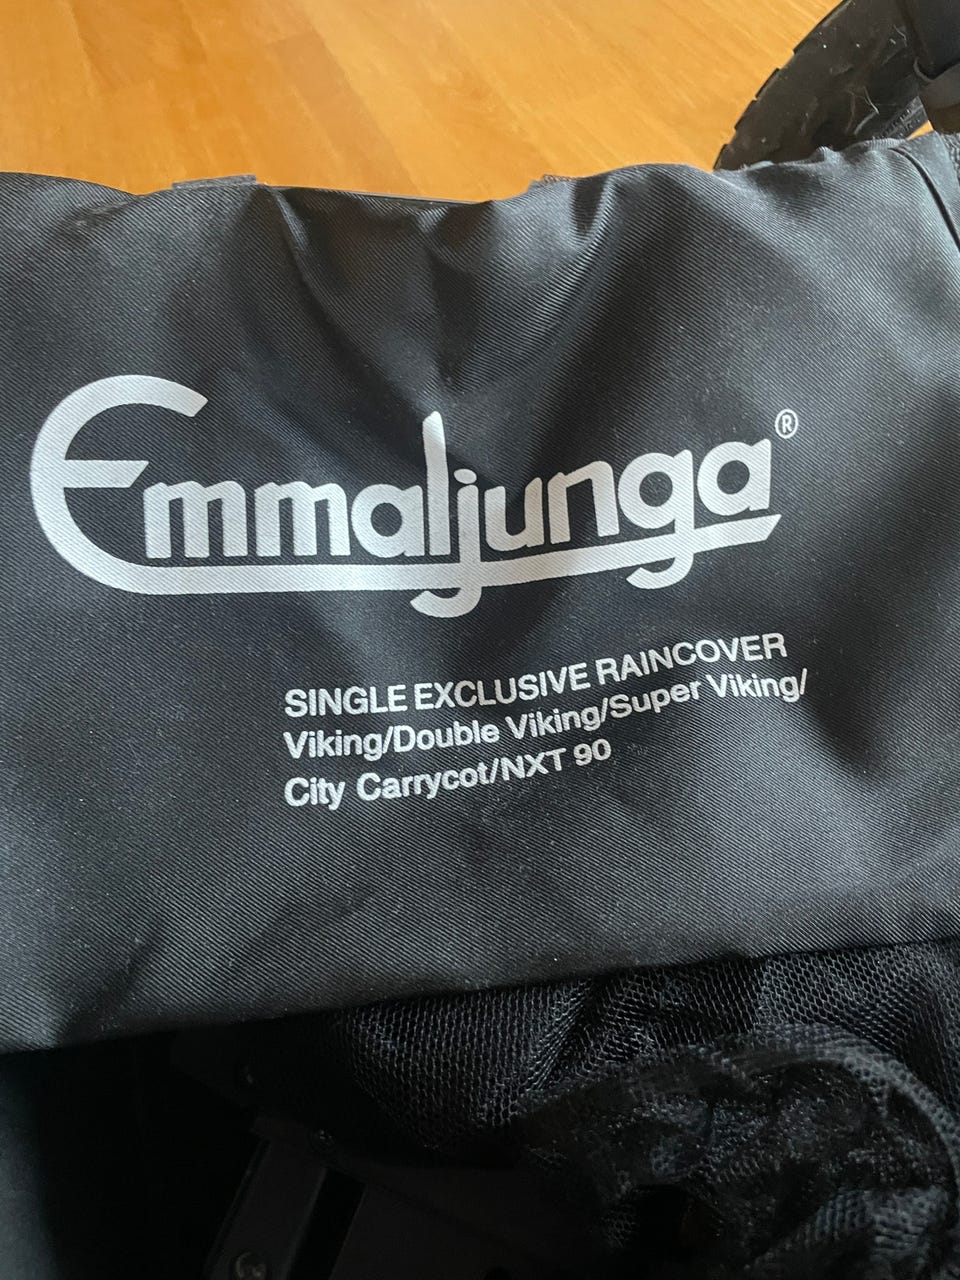 Emmaljunga®
SINGLE EXCLUSIVE RAINCOVER
Viking/Double Viking/Super Viking/
City Carrycot/NXT 90